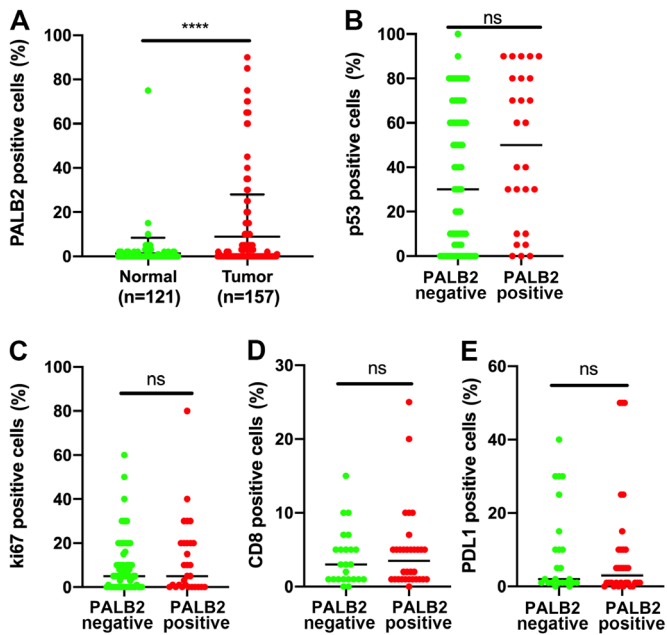 A
****
PALB2 positive cells (%)
100
80
60
40
20
0
Normal
(n=121)
Tumor
(n=157)
B
ns
p53 positive cells (%)
100
80
60
40
20
0
PALB2
negative
PALB2
positive
C
ns
ki67 positive cells (%)
100
80
60
40
20
0
PALB2
negative
PALB2
positive
D
ns
CD8 positive cells (%)
30
20
10
0
PALB2
negative
PALB2
positive
E
ns
PDL1 positive cells (%)
60
40
20
0
PALB2
negative
PALB2
positive